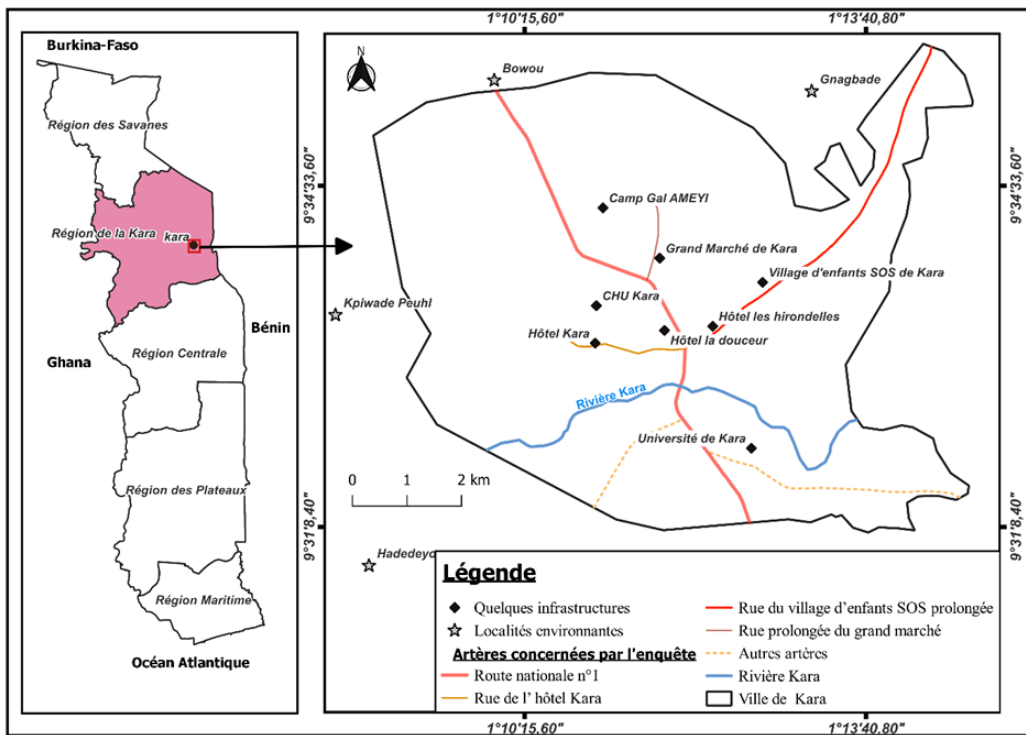 Burkina-Faso
Région des Savanes
Région de la Kara
kara
Bénin
Ghana
Région Centrale
Région des Plateaux
Région Maritime
Océan Atlantique
1°10'15,60"
1°13'40,80"
N
Bowou
Gnagbade
9°34'33,60"
9°34'33,60"
Camp Gal AMEYI
Grand Marché de Kara
Village d'enfants SOS de Kara
Kpiwade Peuhl
CHU Kara
Hôtel les hirondelles
Hôtel Kara
Hôtel la douceur
Rivière Kara
Université de Kara
0 1 2 km
9°31'8,40"
9°31'8,40"
Hadedeyo
Légende
Quelques infrastructures
Localités environnantes
Artères concernées par l'enquête
Route nationale n°1
Rue de l' hôtel Kara
Rue du village d'enfants SOS prolongée
Rue prolongée du grand marché
Autres artères
Rivière Kara
Ville de Kara
1°10'15,60"
1°13'40,80"